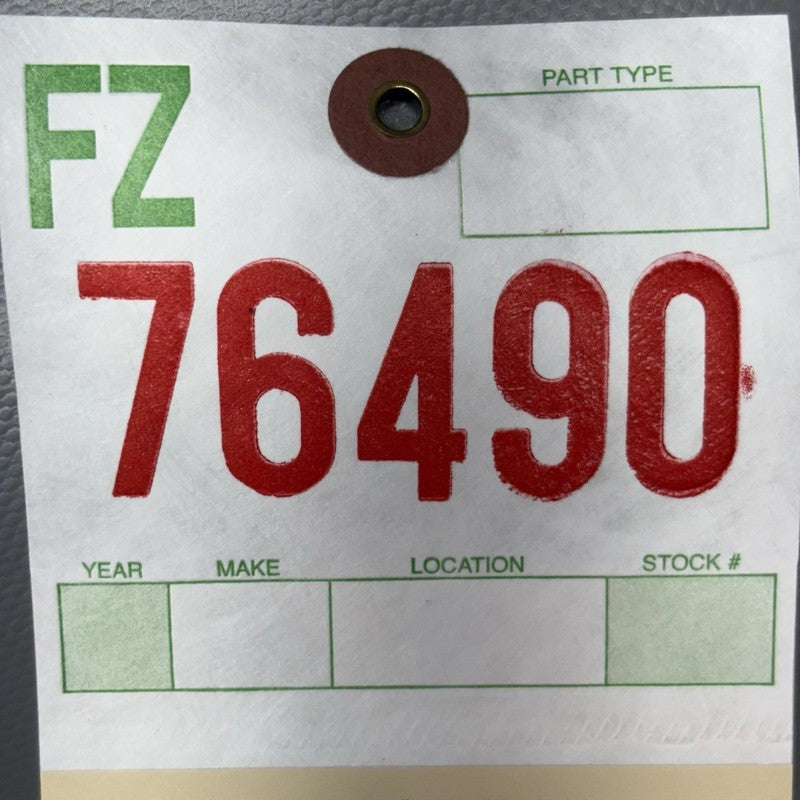 FZ
PART TYPE
76490
YEAR MAKE LOCATION STOCK #